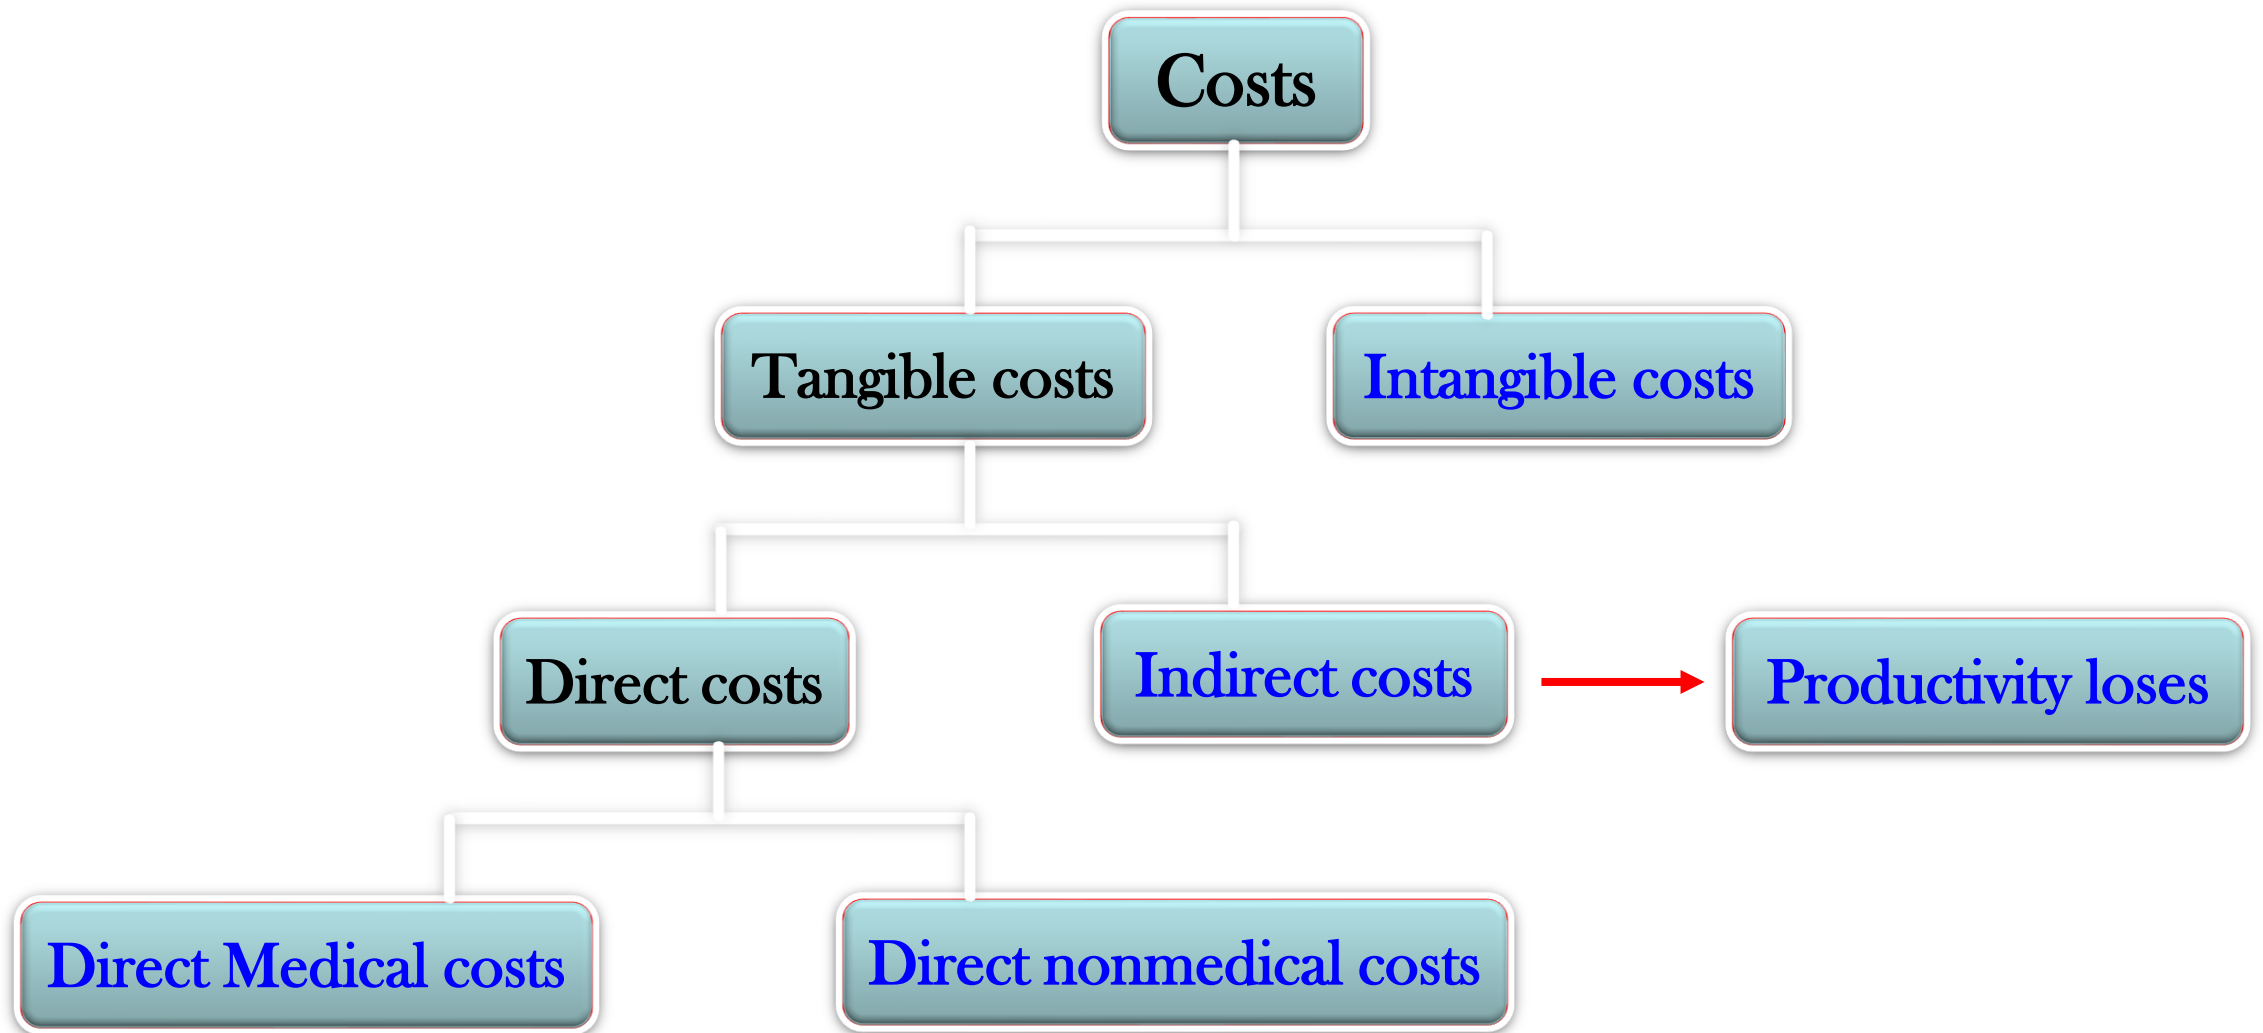 Costs
Tangible costs
Intangible costs
Direct costs
Indirect costs
Productivity loses
Direct Medical costs
Direct nonmedical costs